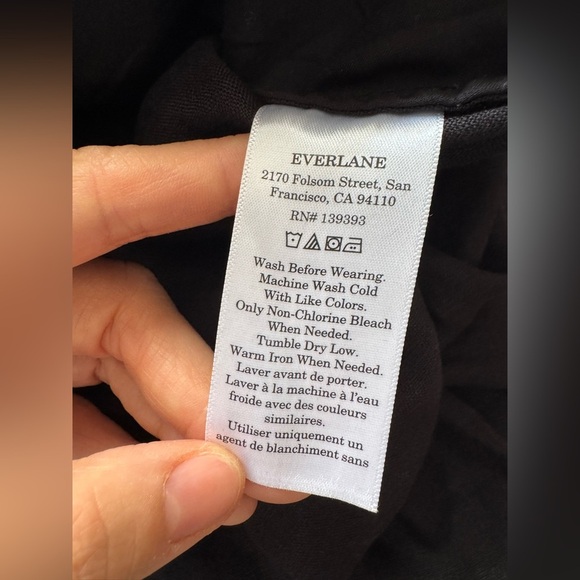 EVERLANE
2170 Folsom Street, San
Francisco, CA 94110
RN# 139393
Wash Before Wearing.
Machine Wash Cold
With Like Colors.
Only Non-Chlorine Bleach
When Needed.
Tumble Dry Low.
Warm Iron When Needed.
Laver avant de porter.
Laver à la machine à l'eau
froide avec des couleurs
similaires.
Utiliser uniquement un
agent de blanchiment sans